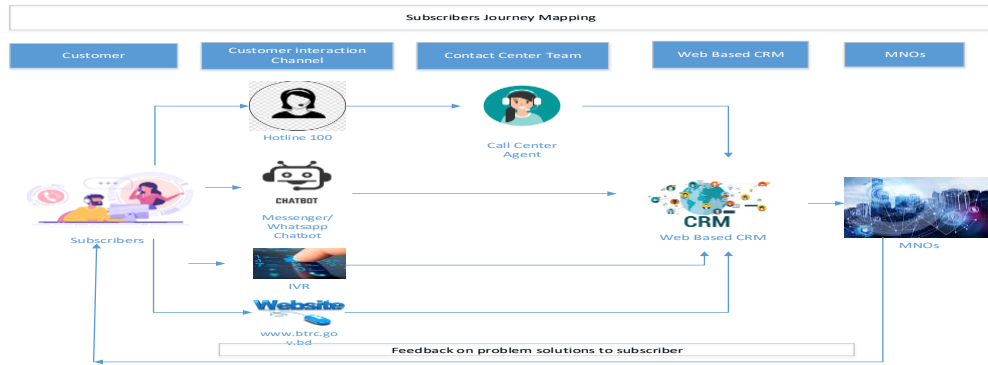 Subscribers Journey Mapping
Customer
Customer interaction
Channel
Contact Center Team
Web Based CRM
MNOs
Hotline 100
Call Center
Agent
CHATBOT
Messenger/
Whatsapp
Chatbot
Subscribers
CRM
Web Based CRM
MNOs
IVR
Website
www.btrc.go
v.bd
Feedback on problem solutions to subscriber